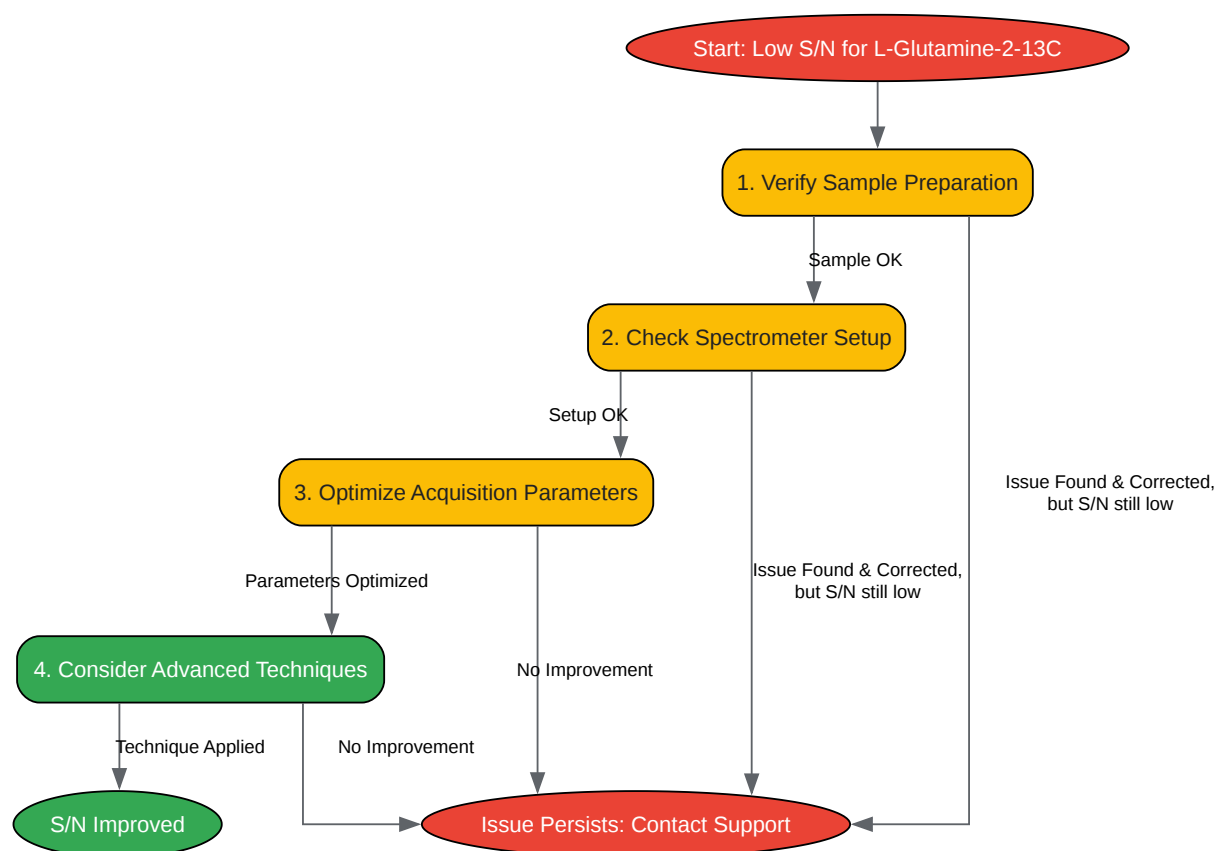 Start: Low S/N for L-Glutamine-2-13C
1. Verify Sample Preparation
Sample OK
2. Check Spectrometer Setup
Setup OK
3. Optimize Acquisition Parameters
Issue Found & Corrected,
but S/N still low
Parameters Optimized
Issue Found & Corrected,
but S/N still low
4. Consider Advanced Techniques
No Improvement
Technique Applied
No Improvement
S/N Improved
Issue Persists: Contact Support